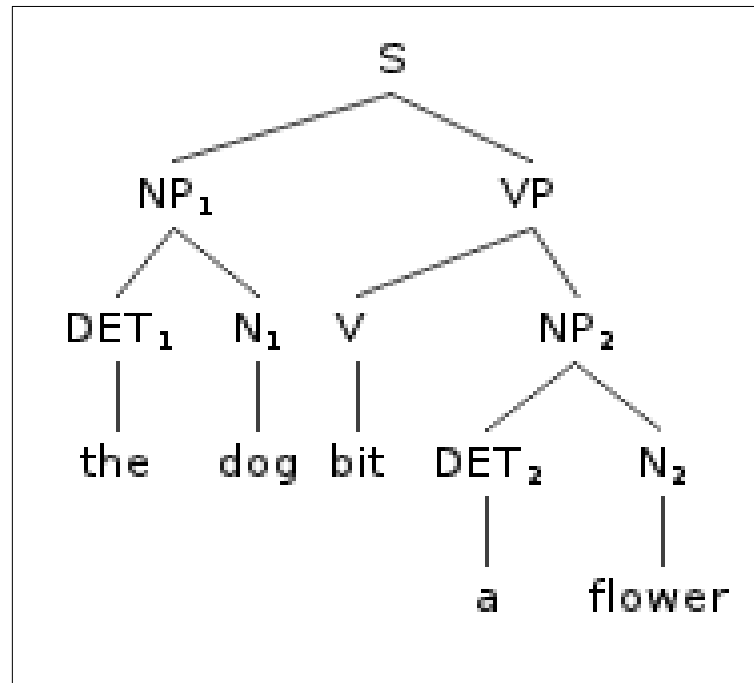 S
NP₁ VP
DET₁ N₁ V NP₂
the dog bit DET₂ N₂
a flower